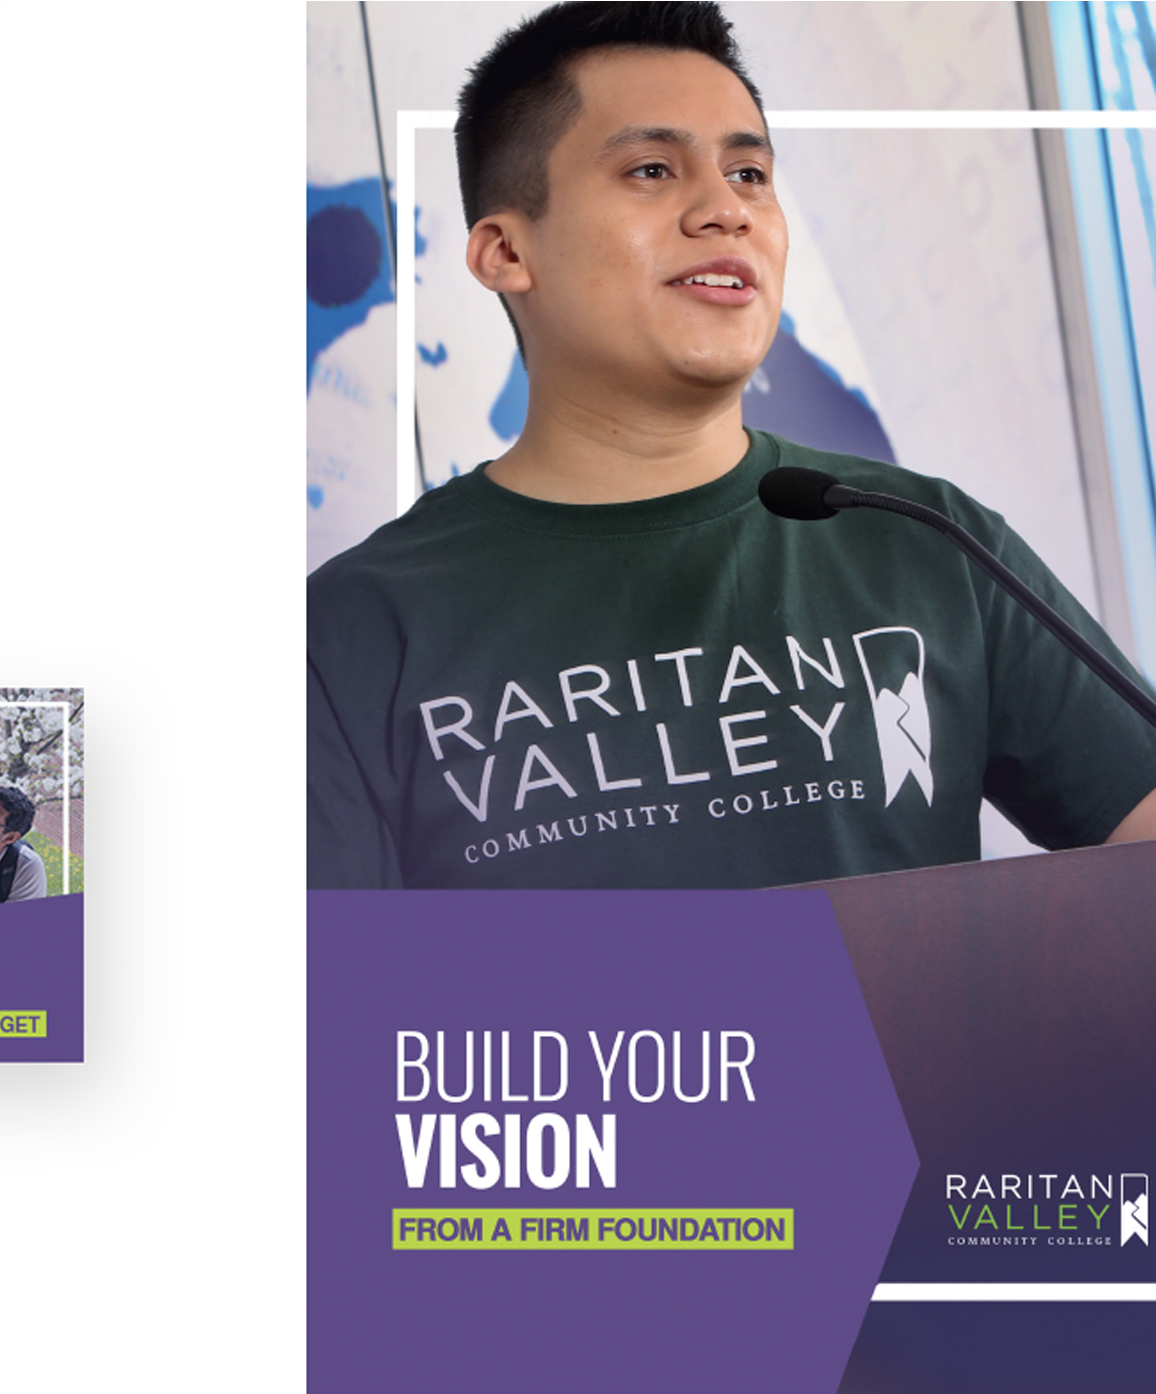 GET
RARITAN
VALLEY
COMMUNITY COLLEGE
BUILD YOUR
VISION
FROM A FIRM FOUNDATION
RARITAN
VALLEY
COMMUNITY COLLEGE